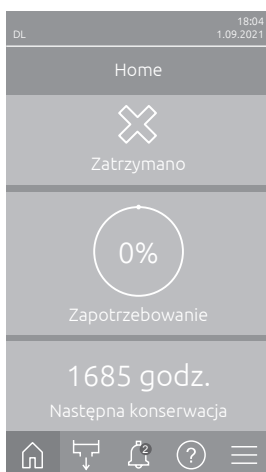 18:04
DL 1.09.2021
Home
Zatrzymano
0%
Zapotrzebowanie
1685 godz.
Następna konserwacja
2
?